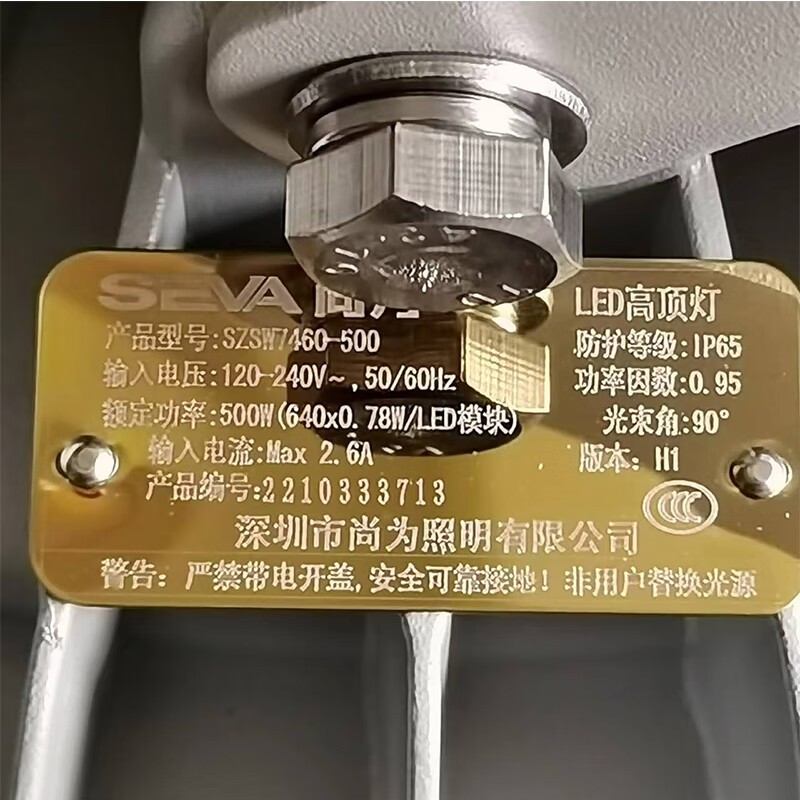 SEVA 尚为
LED高顶灯
产品型号:SZSW7460-500
防护等级:IP65
输入电压:120-240V~,50/60Hz
功率因数:0.95
额定功率:500W(640x0.78W/LED模块)
光束角:90°
输入电流:Max 2.6A
版本: H1
产品编号:2210333713
CCC
深圳市尚为照明有限公司
警告: 严禁带电开盖,安全可靠接地! 非用户替换光源